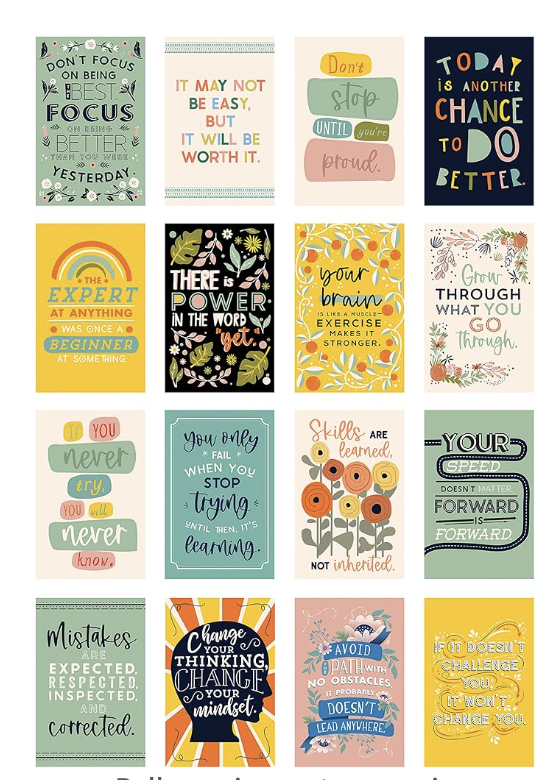 DON'T FOCUS
ON BEING
THE BEST
FOCUS
ON BEING
BETTER
THAN YOU WERE
YESTERDAY.
IT MAY NOT
BE EASY,
BUT
IT WILL BE
WORTH IT.
Don't
stop
UNTIL you're
proud.
TODAY
iS ANOTHER
CHANCE
TO DO
BETTER.
THE
EXPERT
AT ANYTHING
WAS ONCE A
BEGINNER
AT SOMETHING.
THERE is
POWER
IN THE WORD
"yet."
your
brain
IS LIKE A MUSCLE-
EXERCISE
MAKES IT
STRONGER.
Grow
THROUGH
WHAT YOU
GO
through.
If YOU
never
try,
YOU will
never
know.
you only
FAIL
WHEN YOU
STOP
trying
UNTIL THEN, IT'S
learning.
Skills ARE
learned,
NOT inherited.
YOUR
SPEED
DOESN'T MATTER
FORWARD
IS
FORWARD
Mistakes
ARE
EXPECTED,
RESPECTED,
INSPECTED,
AND
corrected.
Change
YOUR
THINKING,
CHANGE
YOUR
mindset.
AVOID
THE PATH WITH
NO OBSTACLES
IT PROBABLY
DOESN'T
LEAD ANYWHERE.
IF IT DOESN'T
CHALLENGE
YOU,
IT WON'T
CHANGE YOU.